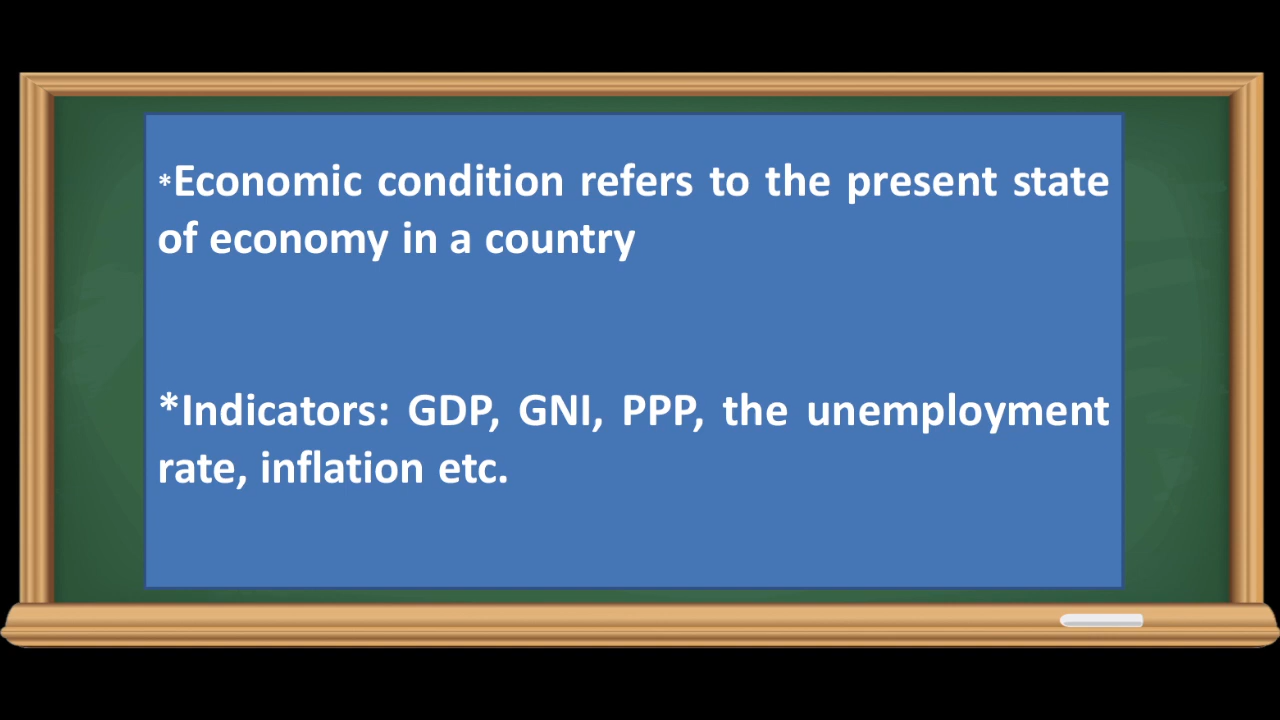 *Economic condition refers to the present state
of economy in a country
*Indicators: GDP, GNI, PPP, the unemployment
rate, inflation etc.